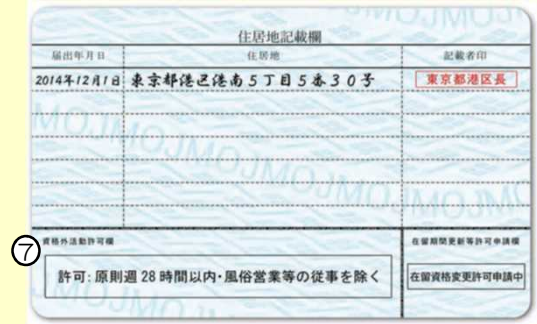 住居地記載欄
届出年月日 住居地 記載者印
2014年12月1日 東京都港区港南5丁目5番30号 東京都港区長
MOJMOJMOJMOJMOJ
⑦ 資格外活動許可欄 在留期間更新等許可申請欄
許可:原則週28時間以内・風俗営業等の従事を除く 在留資格変更許可申請中